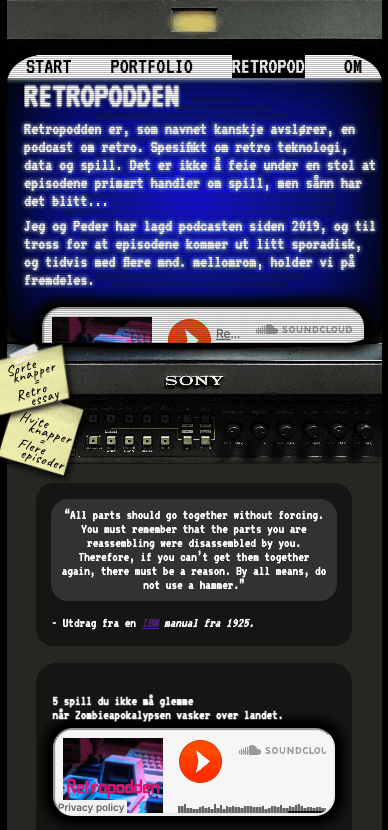 START PORTFOLIO RETROPOD OM
RETROPODDEN
Retropodden er, som navnet kanskje avslører, en
podcast om retro. Spesifikt om retro teknologi,
data og spill. Det er ikke å feie under en stol at
episodene primært handler om spill, men sånn har
det blitt...
Jeg og Peder har lagd podcasten siden 2019, og til
tross for at episodene kommer ut litt sporadisk,
og tidvis med flere mnd. mellomrom, holder vi på
fremdeles.
Re...
SOUNDCLOUD
Sorte
knapper
=
Retro
essay
SONY
Hvite
knapper
=
Flere
episoder
"All parts should go together without forcing.
You must remember that the parts you are
reassembling were disassembled by you.
Therefore, if you can't get them together
again, there must be a reason. By all means, do
not use a hammer."
- Utdrag fra en IBM manual fra 1925.
5 spill du ikke må glemme
når Zombieapokalypsen vasker over landet.
SOUNDCLOU
Retropodden
Privacy policy